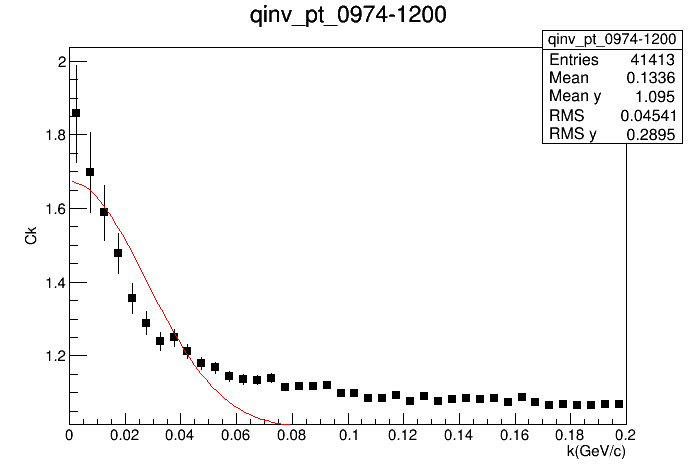 qinv_pt_0974-1200
qinv_pt_0974-1200
Entries 41413
Mean 0.1336
Mean y 1.095
RMS 0.04541
RMS y 0.2895
2
1.8
1.6
1.4
1.2
Ck
0 0.02 0.04 0.06 0.08 0.1 0.12 0.14 0.16 0.18 0.2
k(GeV/c)